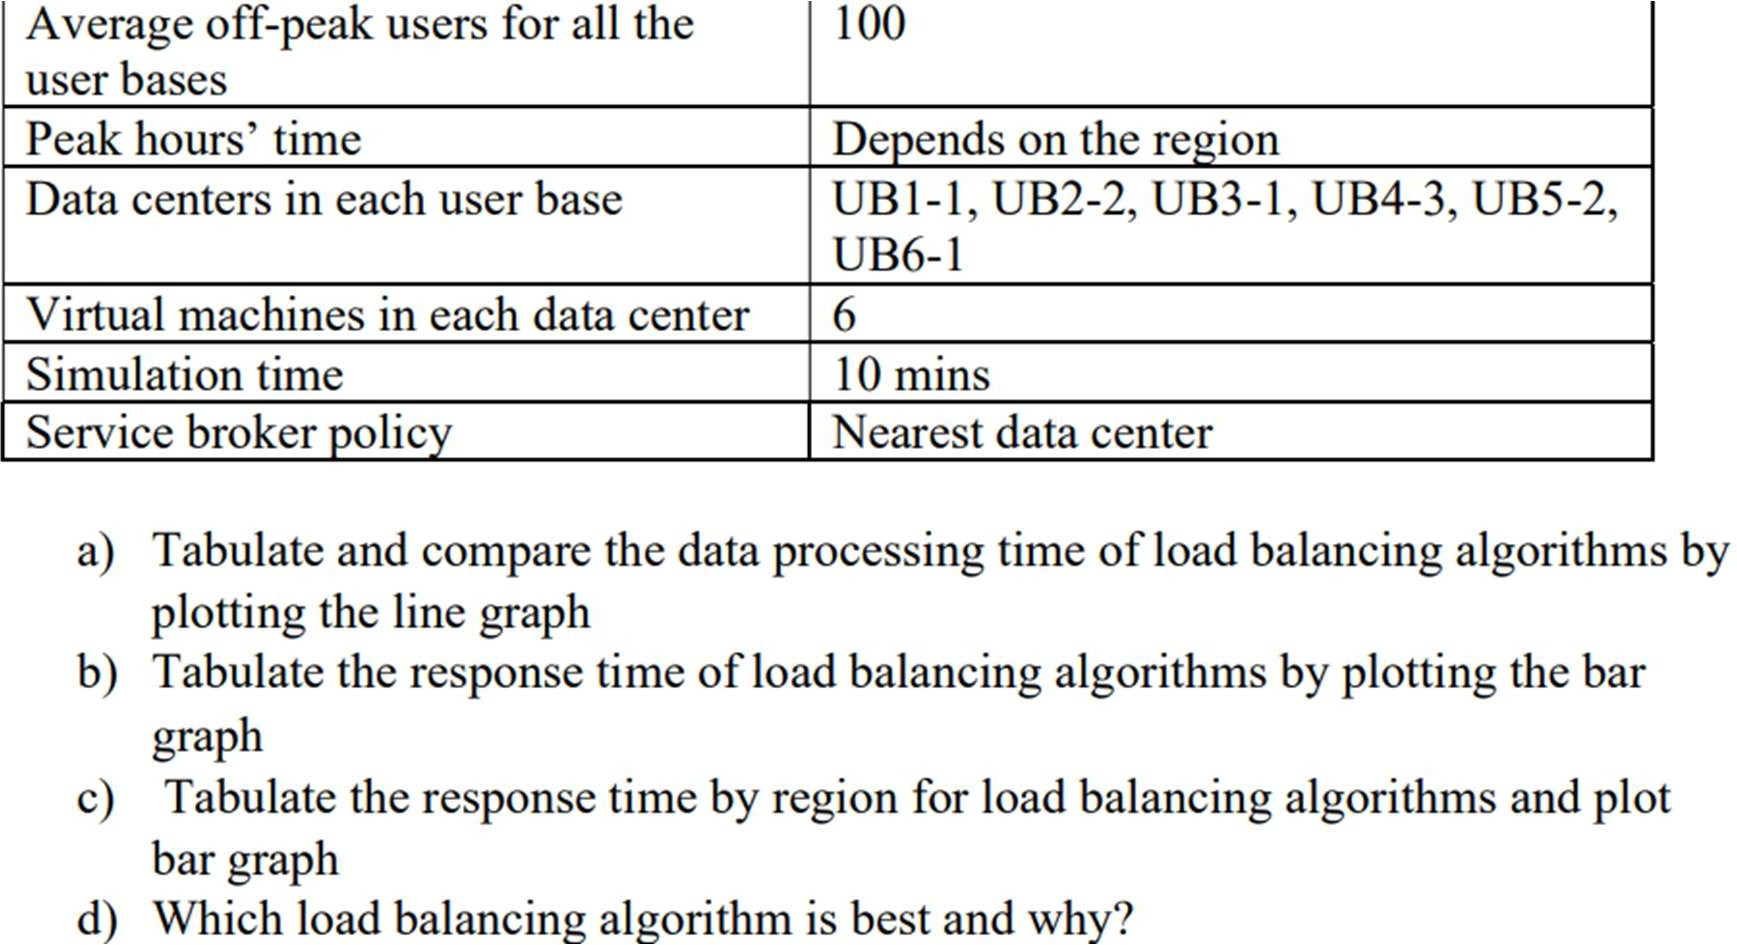 Average off-peak users for all the
user bases
100
Peak hours’ time
Depends on the region
Data centers in each user base
UB1-1, UB2-2, UB3-1, UB4-3, UB5-2,
UB6-1
Virtual machines in each data center
6
Simulation time
10 mins
Service broker policy
Nearest data center
a) Tabulate and compare the data processing time of load balancing algorithms by
plotting the line graph
b) Tabulate the response time of load balancing algorithms by plotting the bar
graph
c) Tabulate the response time by region for load balancing algorithms and plot
bar graph
d) Which load balancing algorithm is best and why?